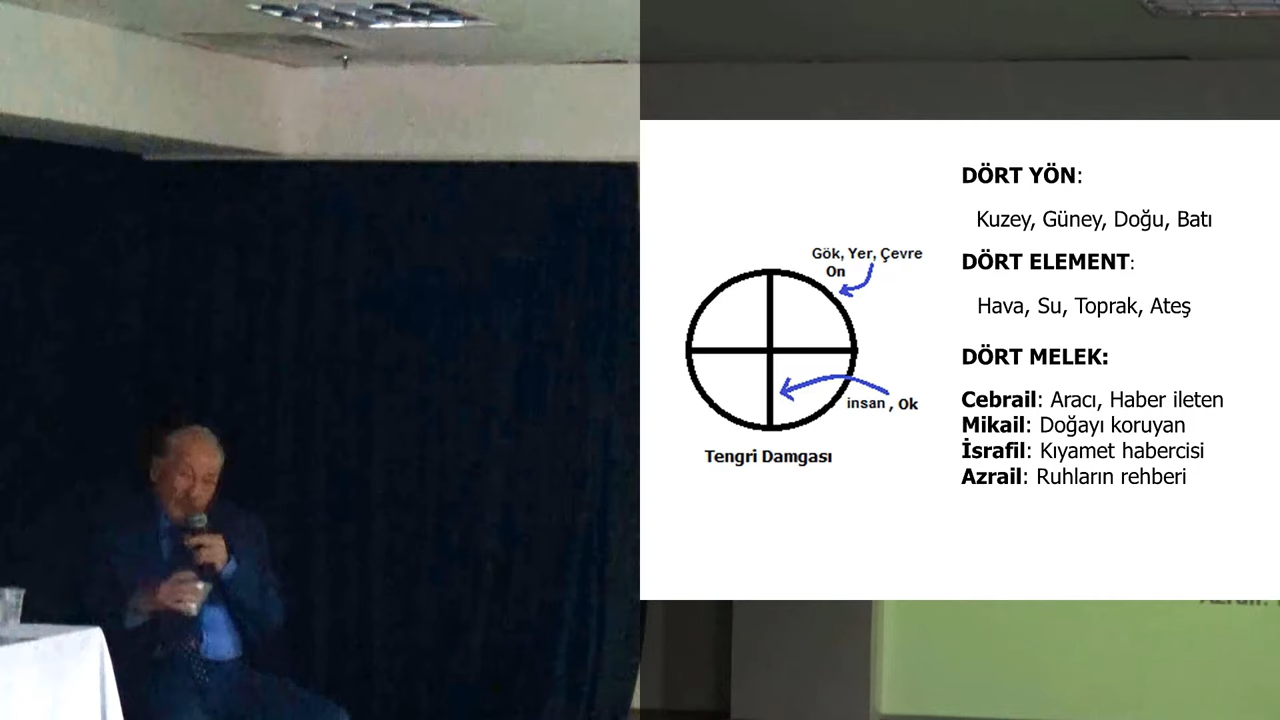 DÖRT YÖN:
Kuzey, Güney, Doğu, Batı
DÖRT ELEMENT:
Hava, Su, Toprak, Ateş
DÖRT MELEK:
Cebrail: Aracı, Haber ileten
Mikail: Doğayı koruyan
İsrafil: Kıyamet habercisi
Azrail: Ruhların rehberi
Gök, Yer, Çevre
On
insan , Ok
Tengri Damgası